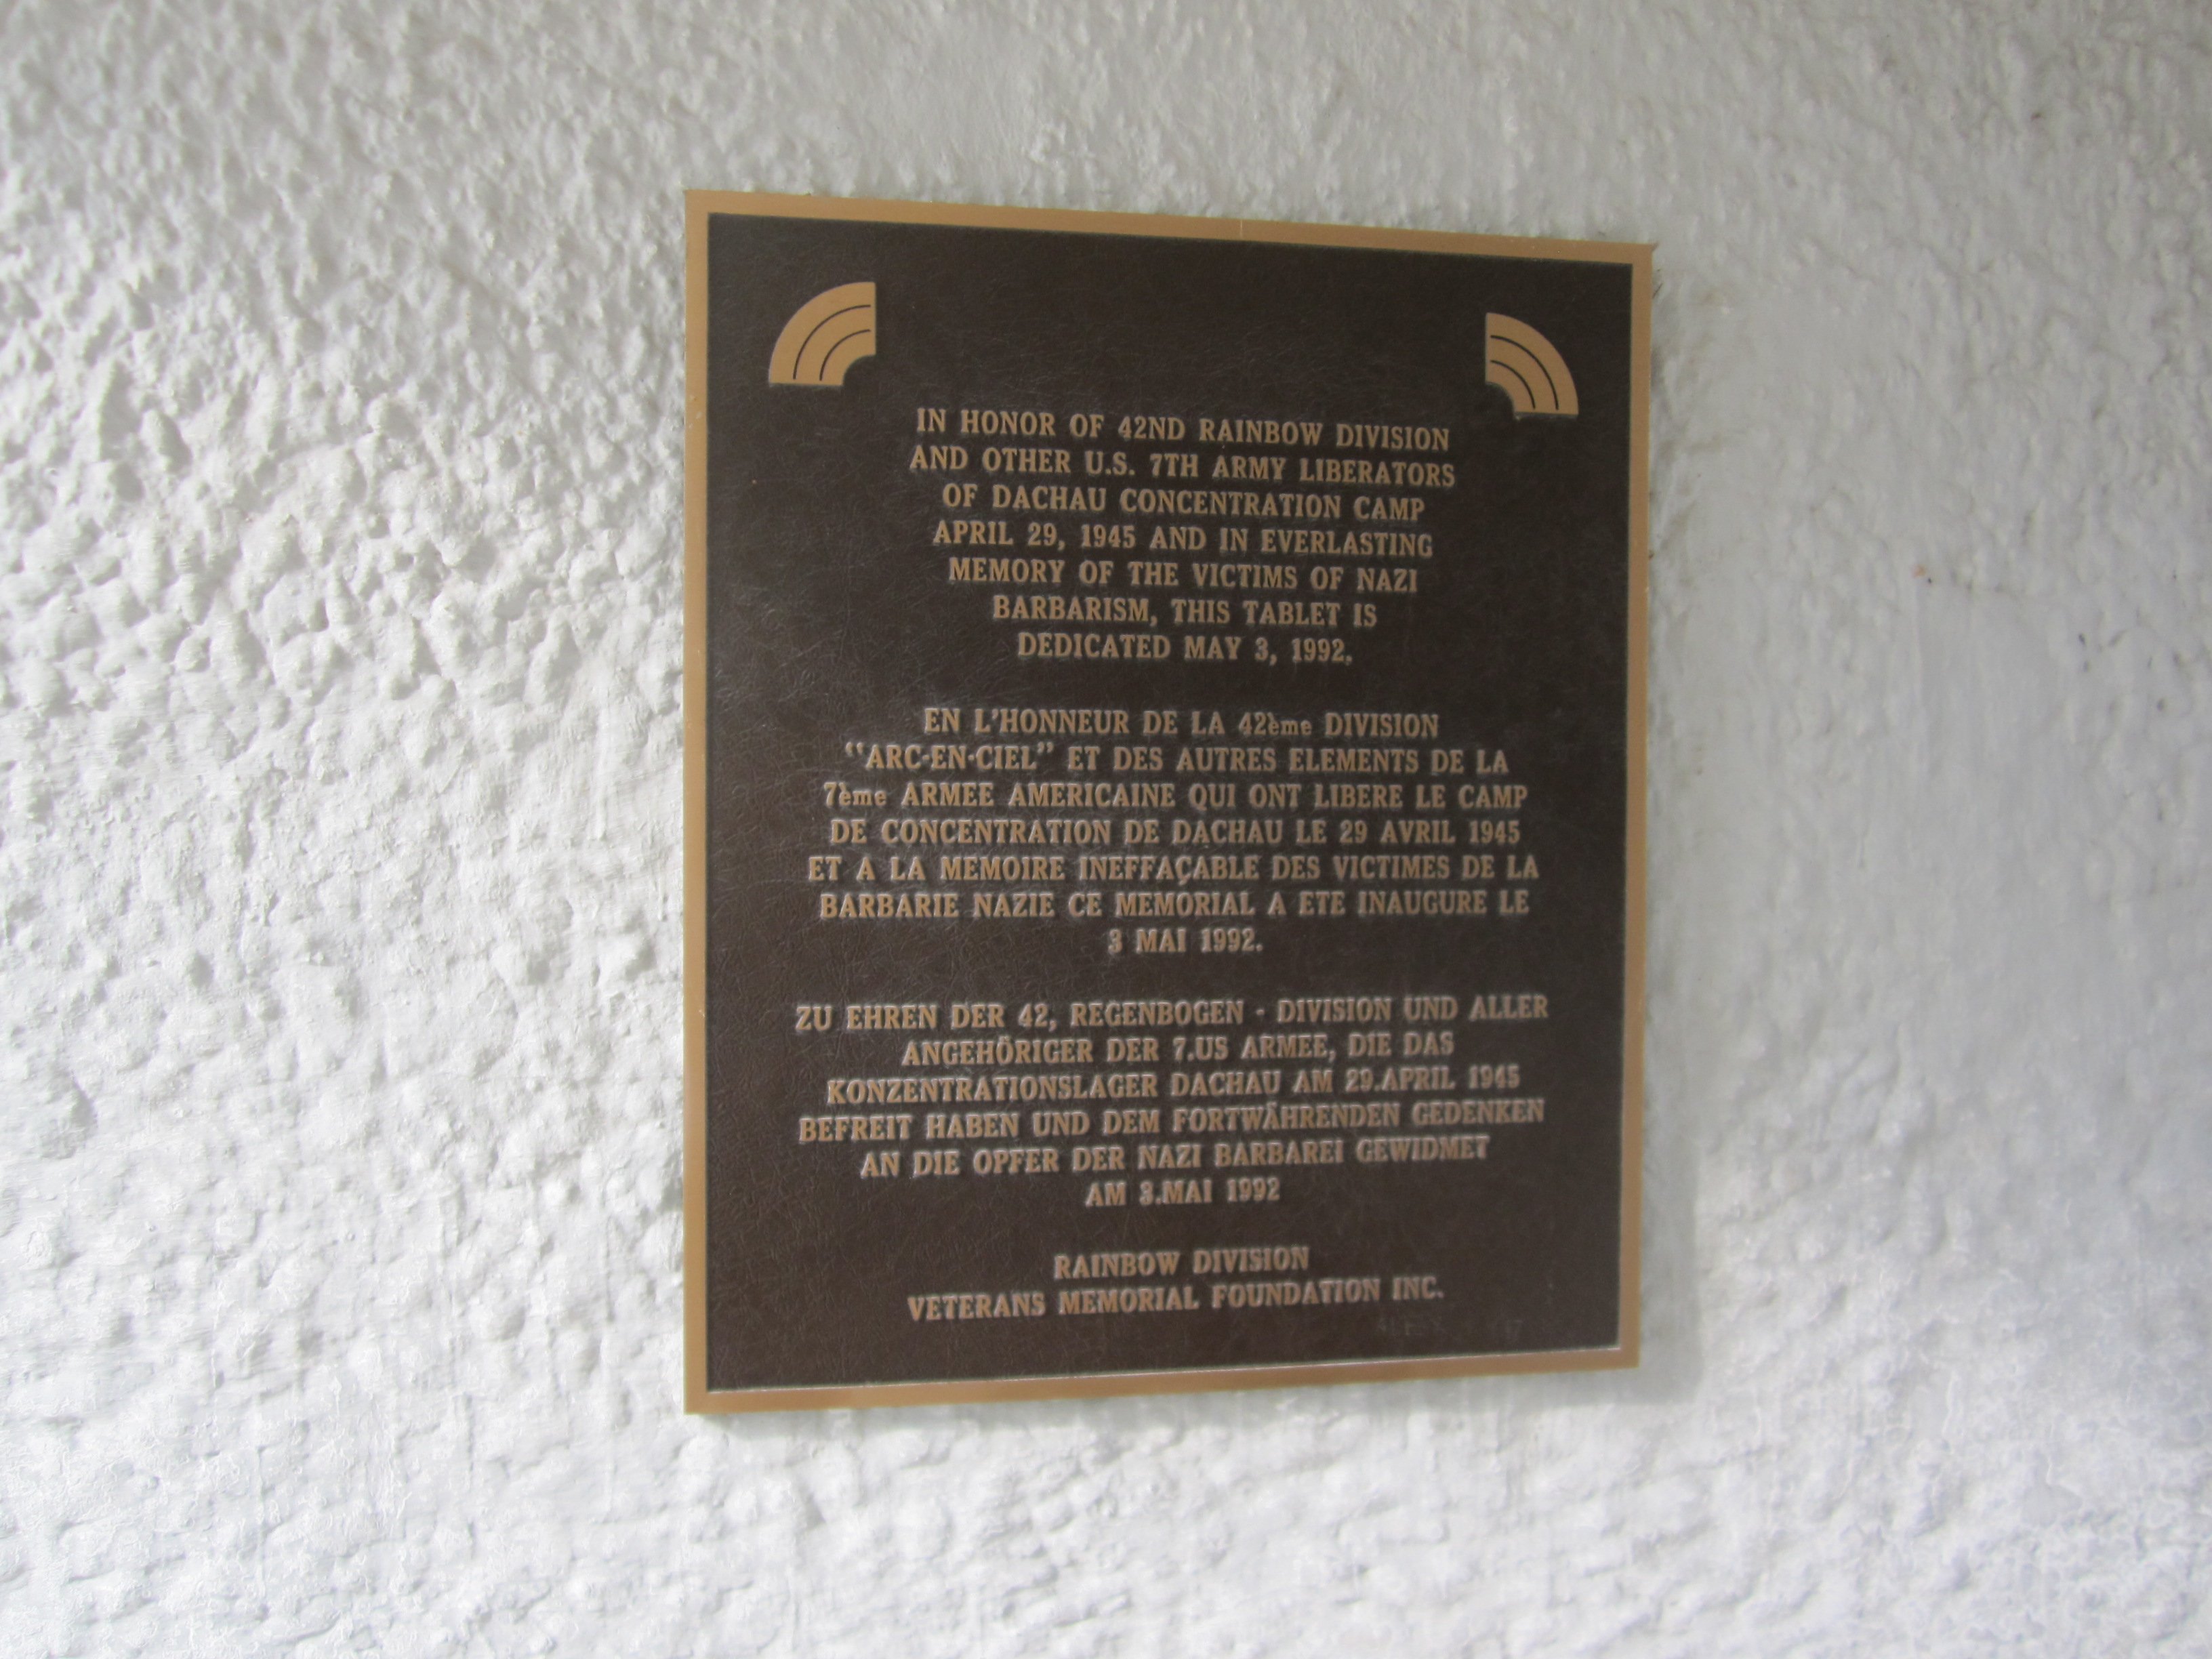 IN HONOR OF 42ND RAINBOW DIVISION
AND OTHER U.S. 7TH ARMY LIBERATORS
OF DACHAU CONCENTRATION CAMP
APRIL 29, 1945 AND IN EVERLASTING
MEMORY OF THE VICTIMS OF NAZI
BARBARISM, THIS TABLET IS
DEDICATED MAY 3, 1992.
EN L'HONNEUR DE LA 42ème DIVISION
“ARC-EN-CIEL” ET DES AUTRES ELEMENTS DE LA
7ème ARMEE AMERICAINE QUI ONT LIBERE LE CAMP
DE CONCENTRATION DE DACHAU LE 29 AVRIL 1945
ET A LA MEMOIRE INEFFAÇABLE DES VICTIMES DE LA
BARBARIE NAZIE CE MEMORIAL A ETE INAUGURE LE
3 MAI 1992.
ZU EHREN DER 42, REGENBOGEN - DIVISION UND ALLER
ANGEHÖRIGER DER 7.US ARMEE, DIE DAS
KONZENTRATIONSLAGER DACHAU AM 29.APRIL 1945
BEFREIT HABEN UND DEM FORTWÄHRENDEN GEDENKEN
AN DIE OPFER DER NAZI BARBAREI GEWIDMET
AM 3.MAI 1992
RAINBOW DIVISION
VETERANS MEMORIAL FOUNDATION INC.